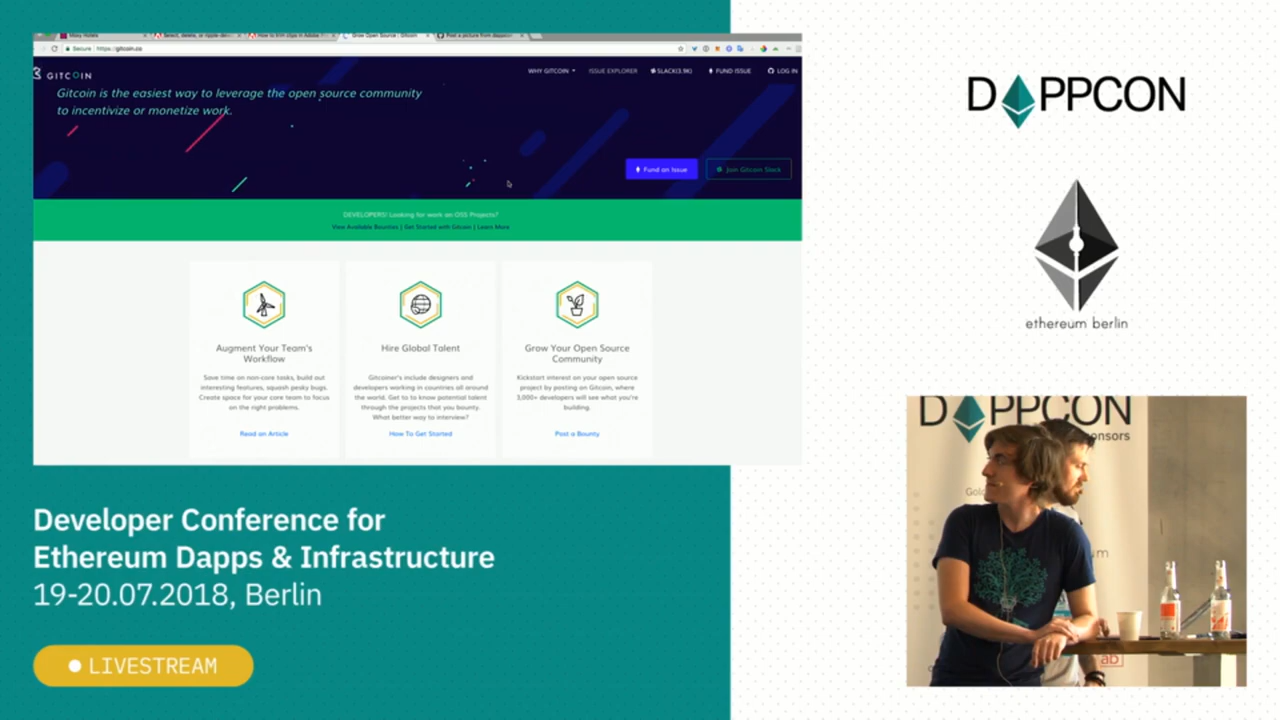 Secure
https://gitcoin.co
GITCOIN
WHY GITCOIN
ISSUE EXPLORER
SLACK(3.9K)
FUND ISSUE
LOG IN
Gitcoin is the easiest way to leverage the open source community
to incentivize or monetize work.
Fund an Issue
Join Gitcoin Slack
DEVELOPERS! Looking for work on OSS Projects?
View Available Bounties | Get Started with Gitcoin | Learn More
Augment Your Team's
Workflow
Save time on non-core tasks, build out
interesting features, squash pesky bugs.
Create space for your core team to focus
on the right problems.
Read an Article
Hire Global Talent
Gitcoiner's include designers and
developers working in countries all around
the world. Get to to know potential talent
through the projects that you bounty.
What better way to interview?
How To Get Started
Grow Your Open Source
Community
Kickstart interest on your open source
project by posting on Gitcoin, where
3,000+ developers will see what you're
building.
Post a Bounty
Developer Conference for
Ethereum Dapps & Infrastructure
19-20.07.2018, Berlin
LIVESTREAM
DAPPCON
ethereum berlin
DAPPCON
ab